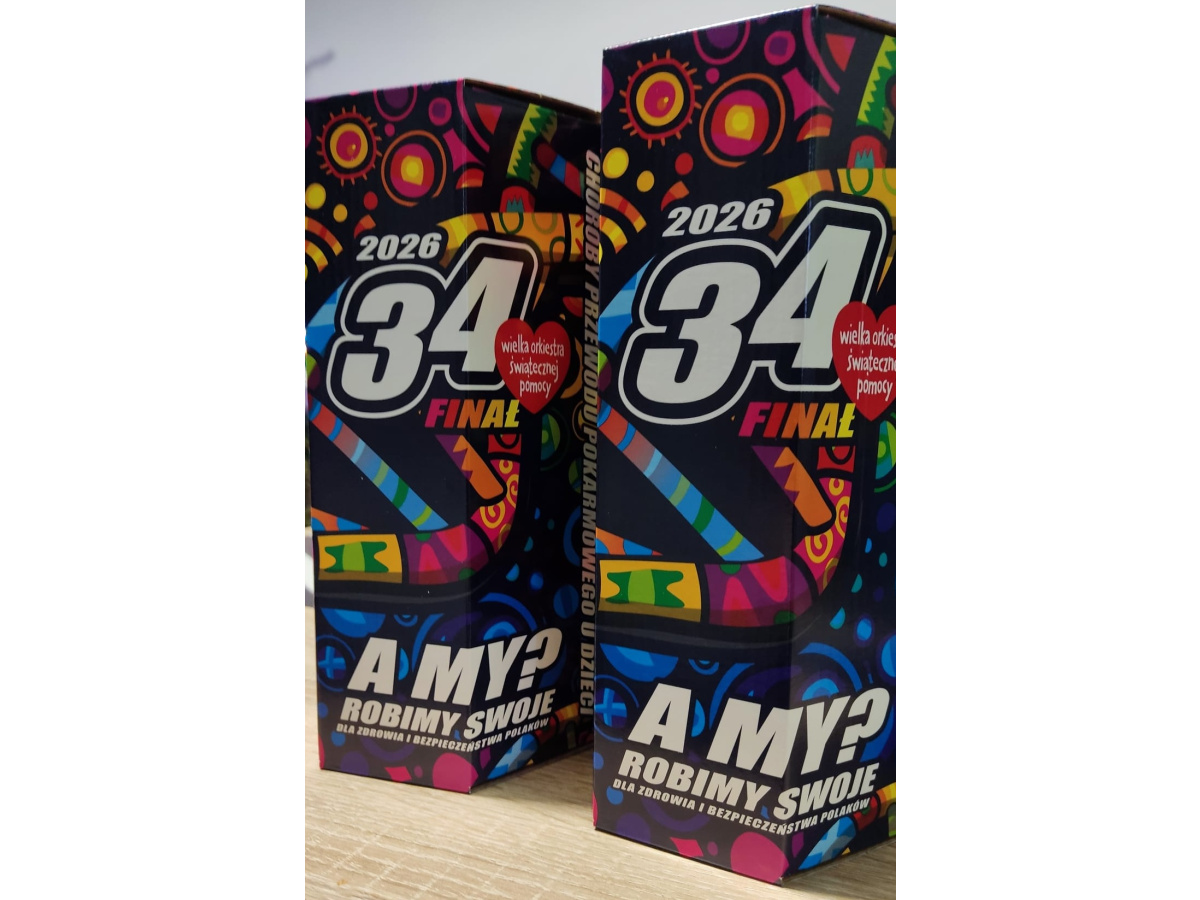 2026
34
FINAŁ
wielka orkiestra
świątecznej
pomocy
A MY?
ROBIMY SWOJE
DLA ZDROWIA I BEZPIECZEŃSTWA POLAKÓW
CHOROBY PRZEWODU POKARMOWEGO U DZIECI
2026
34
FINAŁ
wielka orkies
świątecznej
pomocy
A MY?
ROBIMY SWOJE
DLA ZDROWIA I BEZPIECZEŃSTWA POLAKÓW